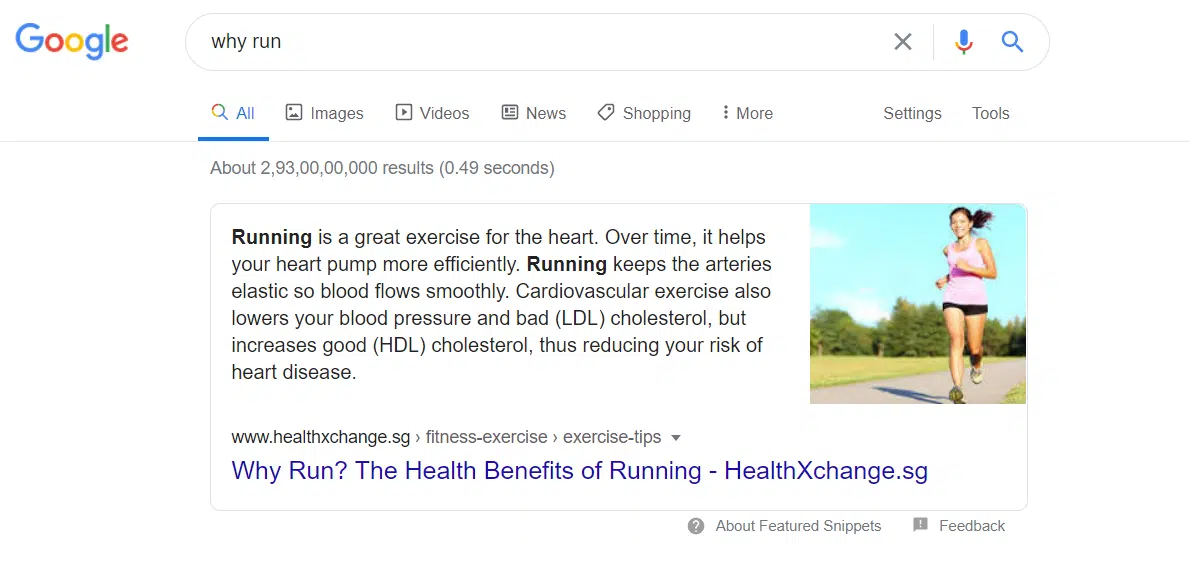 Google
why run
All Images Videos News Shopping More Settings Tools
About 2,93,00,00,000 results (0.49 seconds)
Running is a great exercise for the heart. Over time, it helps
your heart pump more efficiently. Running keeps the arteries
elastic so blood flows smoothly. Cardiovascular exercise also
lowers your blood pressure and bad (LDL) cholesterol, but
increases good (HDL) cholesterol, thus reducing your risk of
heart disease.
www.healthxchange.sg › fitness-exercise › exercise-tips
Why Run? The Health Benefits of Running - HealthXchange.sg
About Featured Snippets Feedback